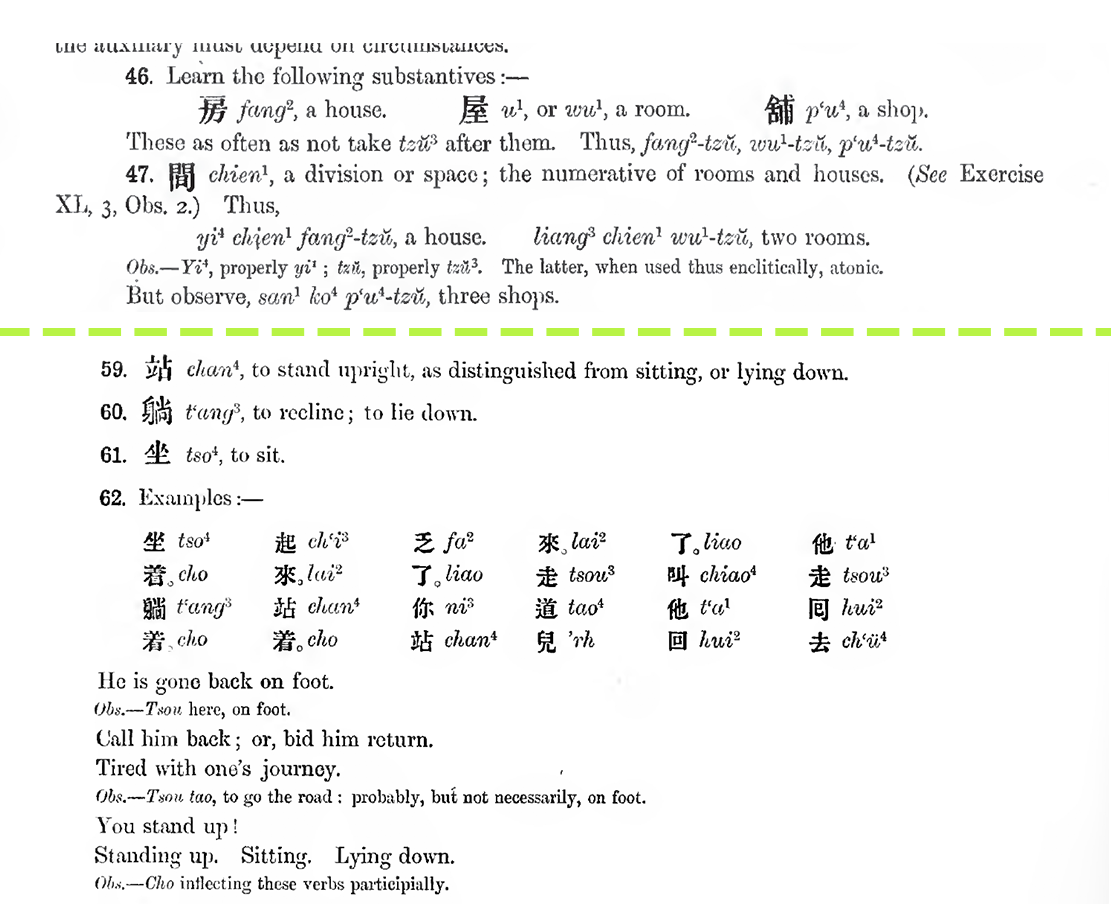 the auxiliary must depend on circumstances.
46. Learn the following substantives:—
房 fang², a house. 屋 u¹, or wu¹, a room. 舖 p‘u⁴, a shop.
These as often as not take tzŭ³ after them. Thus, fang²-tzŭ, wu¹-tzŭ, p‘u⁴-tzŭ.
47. 間 chien¹, a division or space; the numerative of rooms and houses. (See Exercise
XL, 3, Obs. 2.) Thus,
yi⁴ chien¹ fang²-tzŭ, a house. liang³ chien¹ wu¹-tzŭ, two rooms.
Obs.—Yi⁴, properly yi¹; tzŭ, properly tzŭ³. The latter, when used thus enclitically, atonic.
But observe, san¹ ko⁴ p‘u⁴-tzŭ, three shops.
59. 站 chan⁴, to stand upright, as distinguished from sitting, or lying down.
60. 躺 t‘ang³, to recline; to lie down.
61. 坐 tso⁴, to sit.
62. Examples:—
坐 tso⁴ 起 ch‘i³ 乏 fa² 來 lai² 了 liao 他 t‘a¹
着 cho 來 lai² 了 liao 走 tsou³ 叫 chiao⁴ 走 tsou³
躺 t‘ang³ 站 chan⁴ 你 ni³ 道 tao⁴ 他 t‘a¹ 囘 hui²
着 cho 着 cho 站 chan⁴ 兒 ’rh 回 hui² 去 ch‘ü⁴
He is gone back on foot.
Obs.—Tsou here, on foot.
Call him back; or, bid him return.
Tired with one's journey.
Obs.—Tsou tao, to go the road: probably, but not necessarily, on foot.
You stand up!
Standing up. Sitting. Lying down.
Obs.—Cho inflecting these verbs participially.